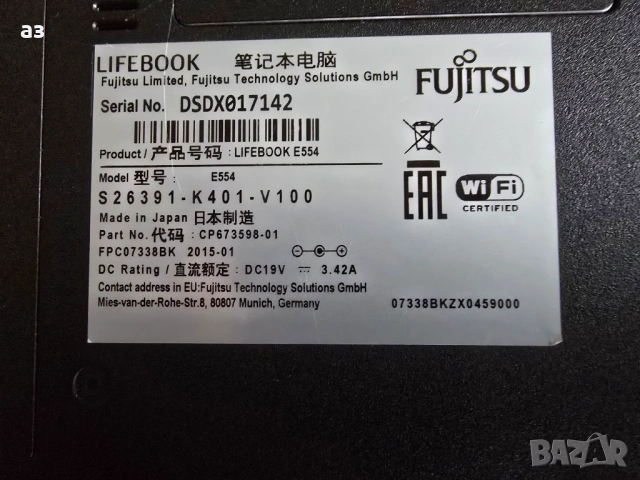 аз
LIFEBOOK 笔记本电脑
Fujitsu Limited, Fujitsu Technology Solutions GmbH
FUJITSU
Serial No. DSDX017142
Product / 产品号码 : LIFEBOOK E554
Model 型号 : E554
S26391-K401-V100
EAC
Wi Fi
CERTIFIED
Made in Japan 日本制造
Part No. 代码 : CP673598-01
FPC07338BK 2015-01
DC Rating / 直流额定 : DC19V ⎓ 3.42A
Contact address in EU:Fujitsu Technology Solutions GmbH
Mies-van-der-Rohe-Str.8, 80807 Munich, Germany
07338BKZX0459000
BAZAR